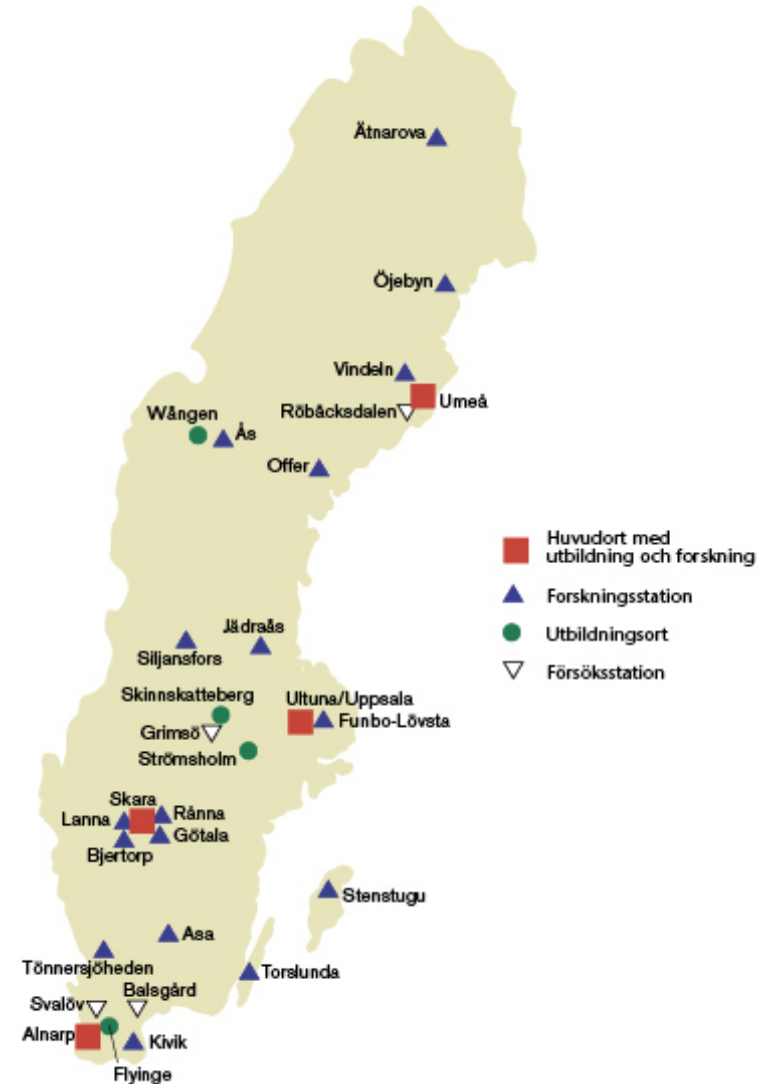 Ätnarova
Öjebyn
Vindeln
Umeå
Röbäcksdalen
Wången
Ås
Offer
Huvudort med
utbildning och forskning
Forskningsstation
Utbildningsort
Försöksstation
Jädraås
Siljansfors
Skinnskatteberg
Ultuna/Uppsala
Funbo-Lövsta
Grimsö
Strömsholm
Skara
Rånna
Lanna
Götala
Bjertorp
Stenstugu
Asa
Tönnersjöheden
Torslunda
Balsgård
Svalöv
Alnarp
Kivik
Flyinge